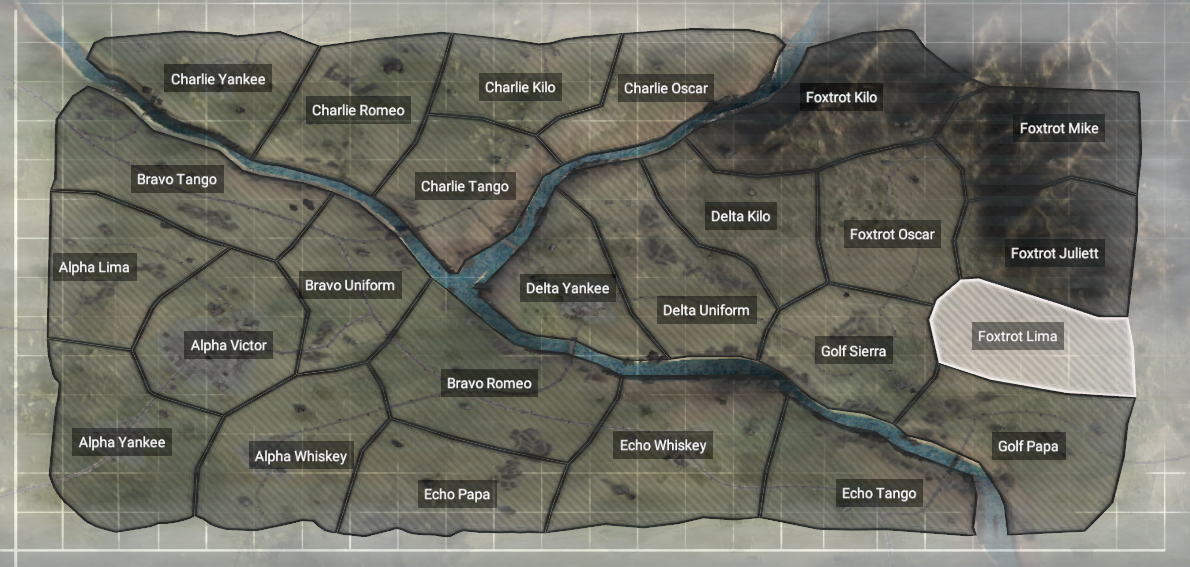 Charlie Yankee
Charlie Romeo
Charlie Kilo
Charlie Oscar
Foxtrot Kilo
Foxtrot Mike
Bravo Tango
Charlie Tango
Delta Kilo
Foxtrot Oscar
Foxtrot Juliett
Alpha Lima
Bravo Uniform
Delta Yankee
Delta Uniform
Foxtrot Lima
Alpha Victor
Golf Sierra
Bravo Romeo
Alpha Yankee
Alpha Whiskey
Echo Whiskey
Golf Papa
Echo Papa
Echo Tango